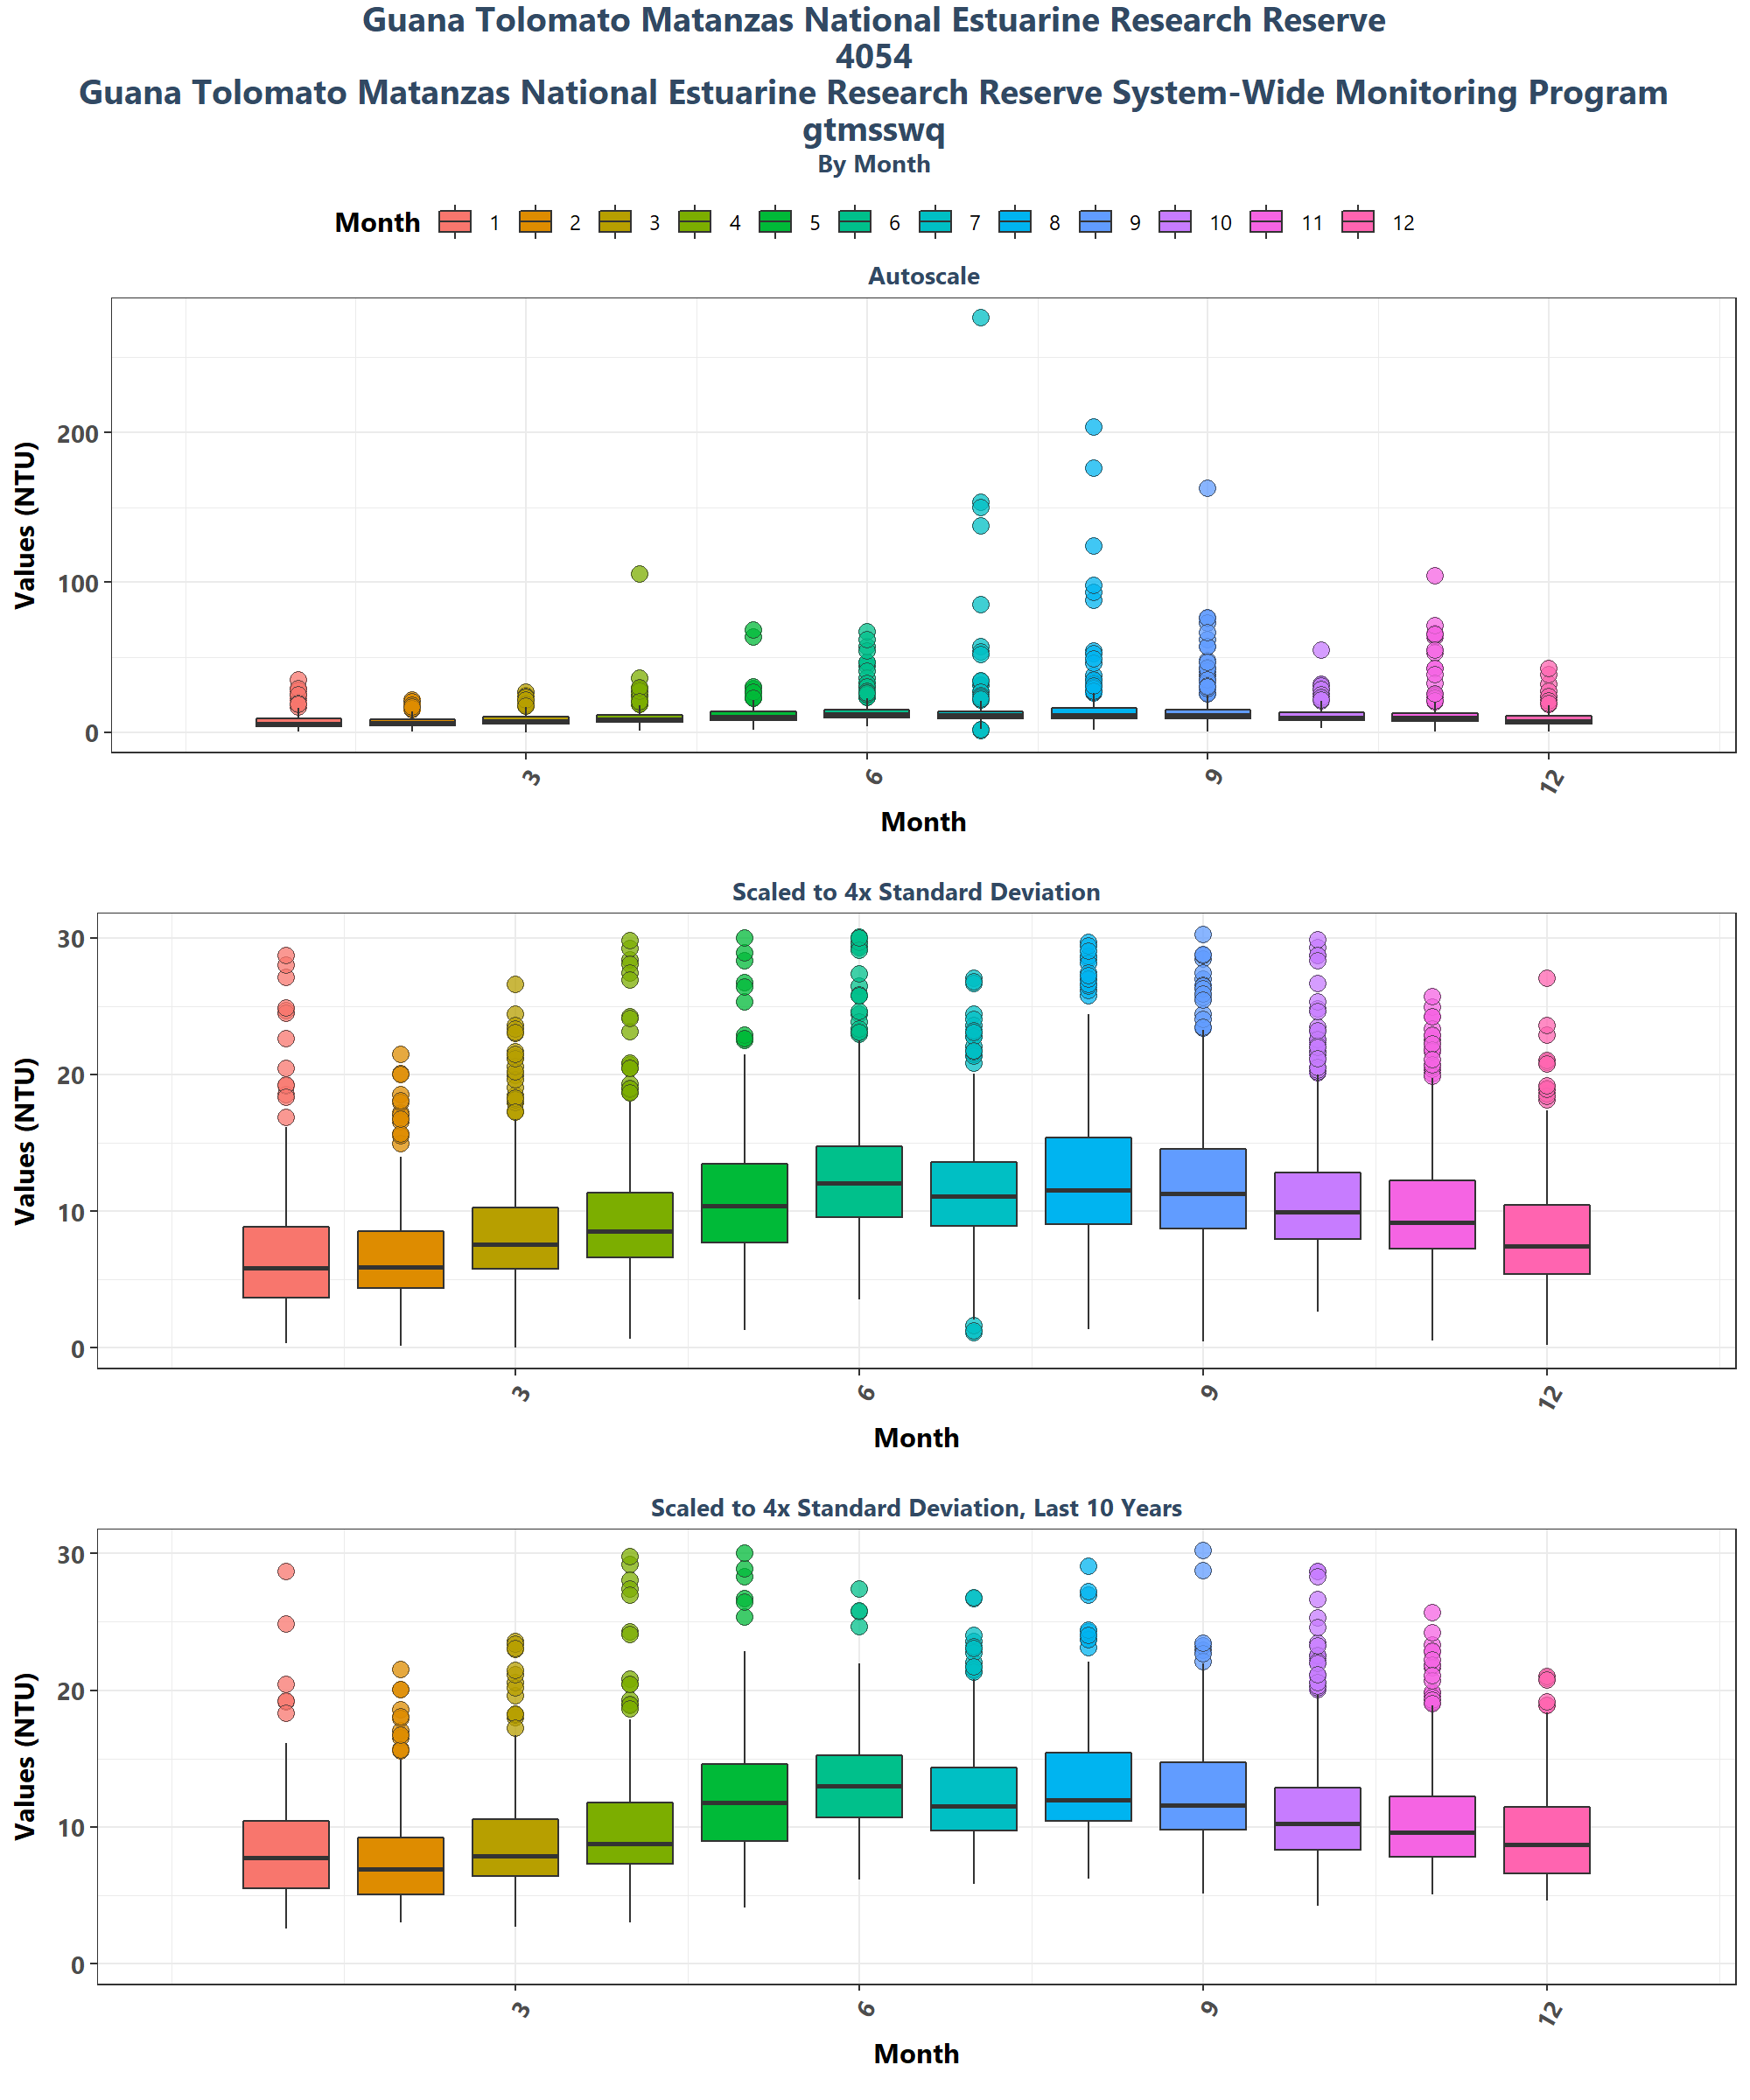 Guana Tolomato Matanzas National Estuarine Research Reserve
4054
Guana Tolomato Matanzas National Estuarine Research Reserve System-Wide Monitoring Program
gtmsswq
By Month
Month 1 2 3 4 5 6 7 8 9 10 11 12
Autoscale
Values (NTU)
200
100
0
3 6 9 12
Month
Scaled to 4x Standard Deviation
Values (NTU)
30
20
10
0
3 6 9 12
Month
Scaled to 4x Standard Deviation, Last 10 Years
Values (NTU)
30
20
10
0
3 6 9 12
Month